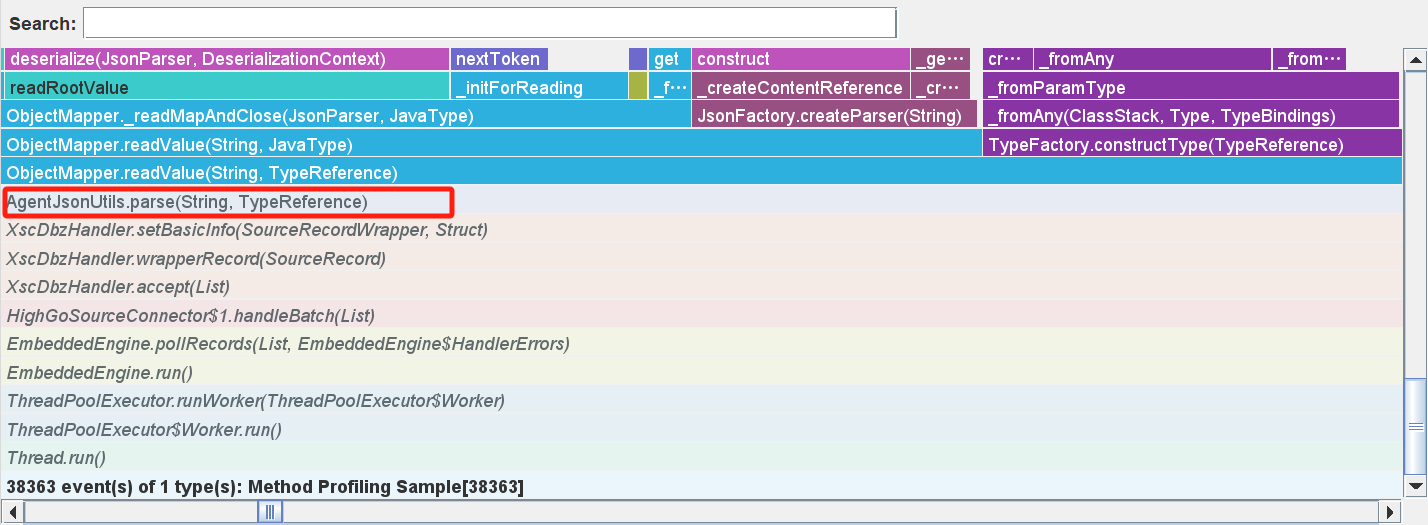 Search:
deserialize(JsonParser, DeserializationContext) nextToken get construct _ge··· cr··· _fromAny _from···
readRootValue _initForReading _f··· _createContentReference _cr··· _fromParamType
ObjectMapper._readMapAndClose(JsonParser, JavaType) JsonFactory.createParser(String) _fromAny(ClassStack, Type, TypeBindings)
ObjectMapper.readValue(String, JavaType) TypeFactory.constructType(TypeReference)
ObjectMapper.readValue(String, TypeReference)
AgentJsonUtils.parse(String, TypeReference)
XscDbzHandler.setBasicInfo(SourceRecordWrapper, Struct)
XscDbzHandler.wrapperRecord(SourceRecord)
XscDbzHandler.accept(List)
HighGoSourceConnector$1.handleBatch(List)
EmbeddedEngine.pollRecords(List, EmbeddedEngine$HandlerErrors)
EmbeddedEngine.run()
ThreadPoolExecutor.runWorker(ThreadPoolExecutor$Worker)
ThreadPoolExecutor$Worker.run()
Thread.run()
38363 event(s) of 1 type(s): Method Profiling Sample[38363]